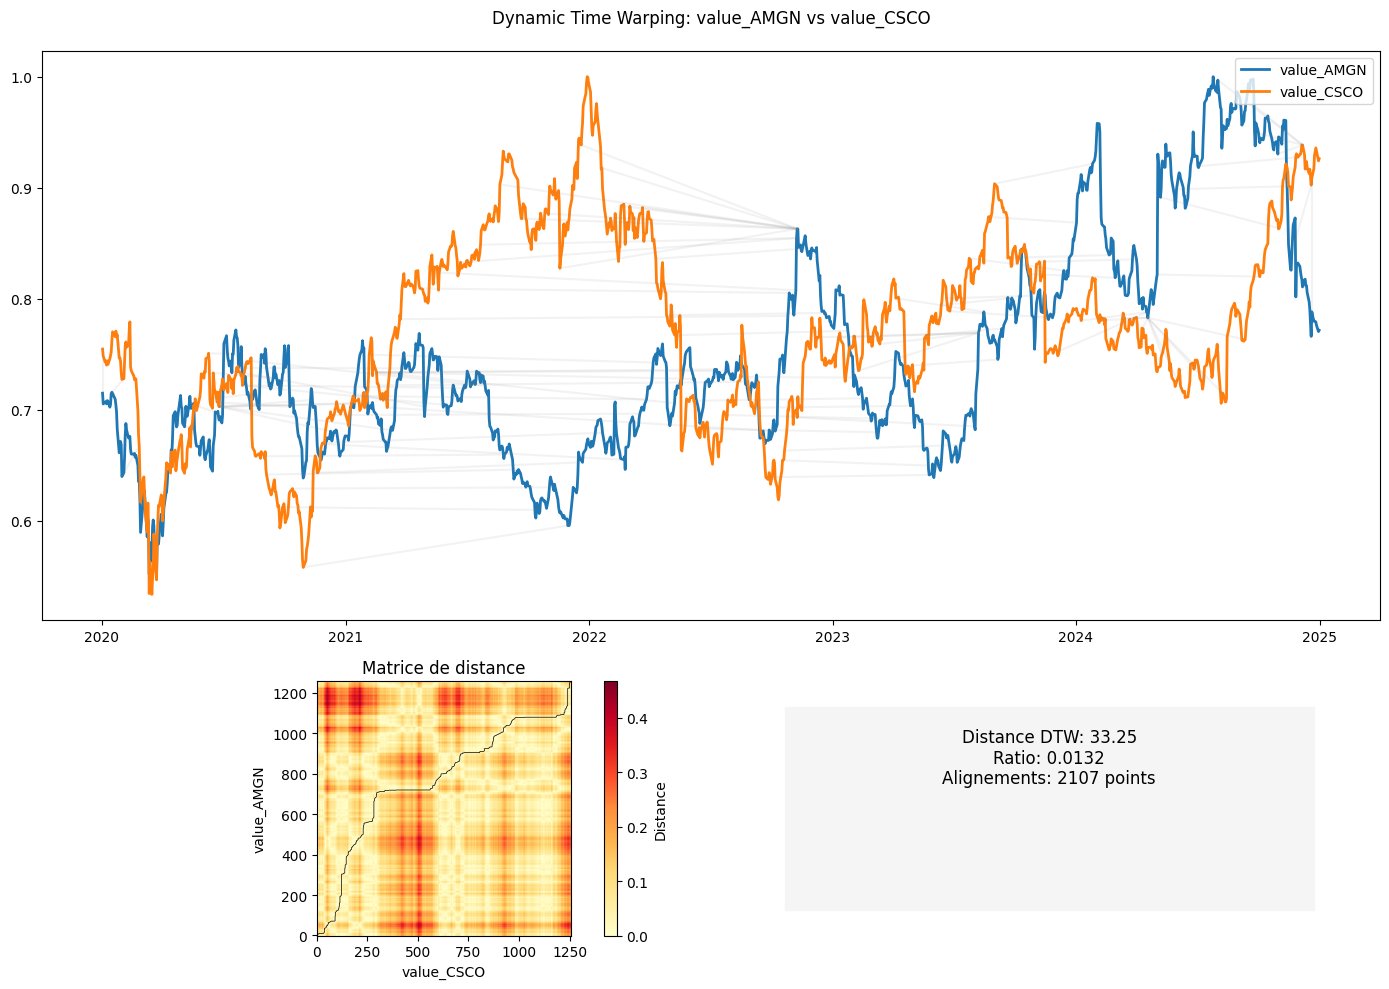 Dynamic Time Warping: value_AMGN vs value_CSCO
value_AMGN
value_CSCO
1.0
0.9
0.8
0.7
0.6
2020 2021 2022 2023 2024 2025
Matrice de distance
value_AMGN
1200
1000
800
600
400
200
0
0 250 500 750 1000 1250
value_CSCO
0.4
0.3
0.2
0.1
0.0
Distance
Distance DTW: 33.25
Ratio: 0.0132
Alignements: 2107 points